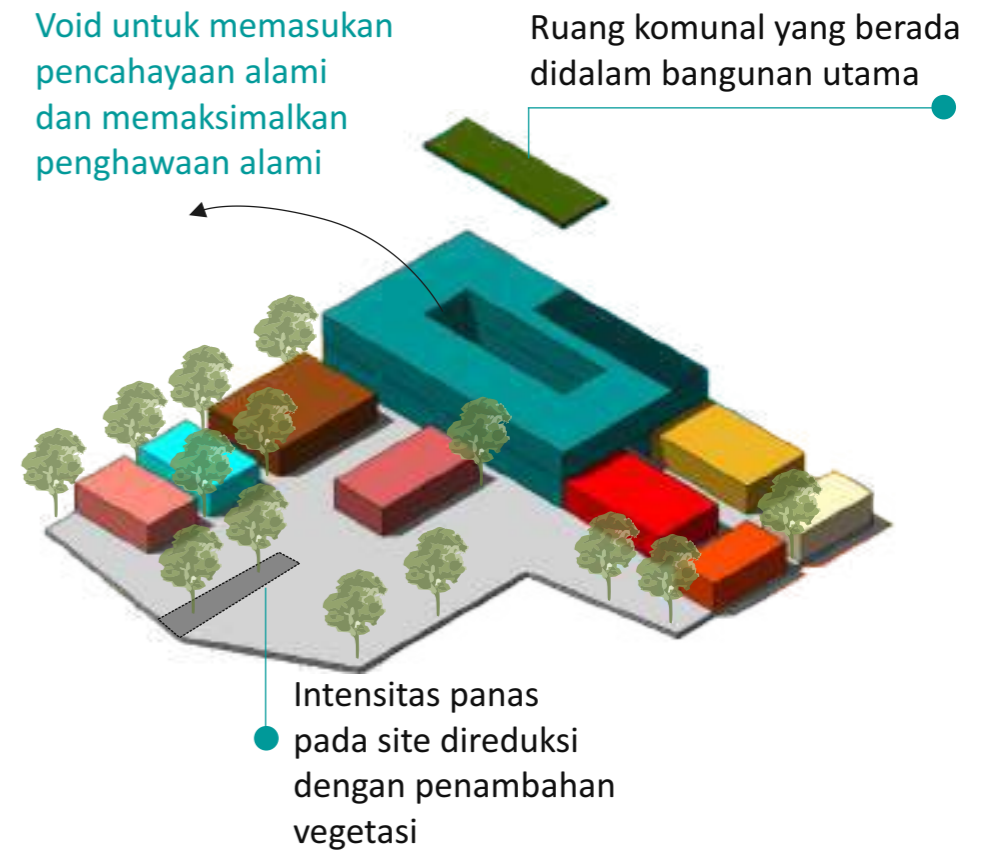 Void untuk memasukan
pencahayaan alami
dan memaksimalkan
penghawaan alami
Ruang komunal yang berada
didalam bangunan utama
Intensitas panas
pada site direduksi
dengan penambahan
vegetasi